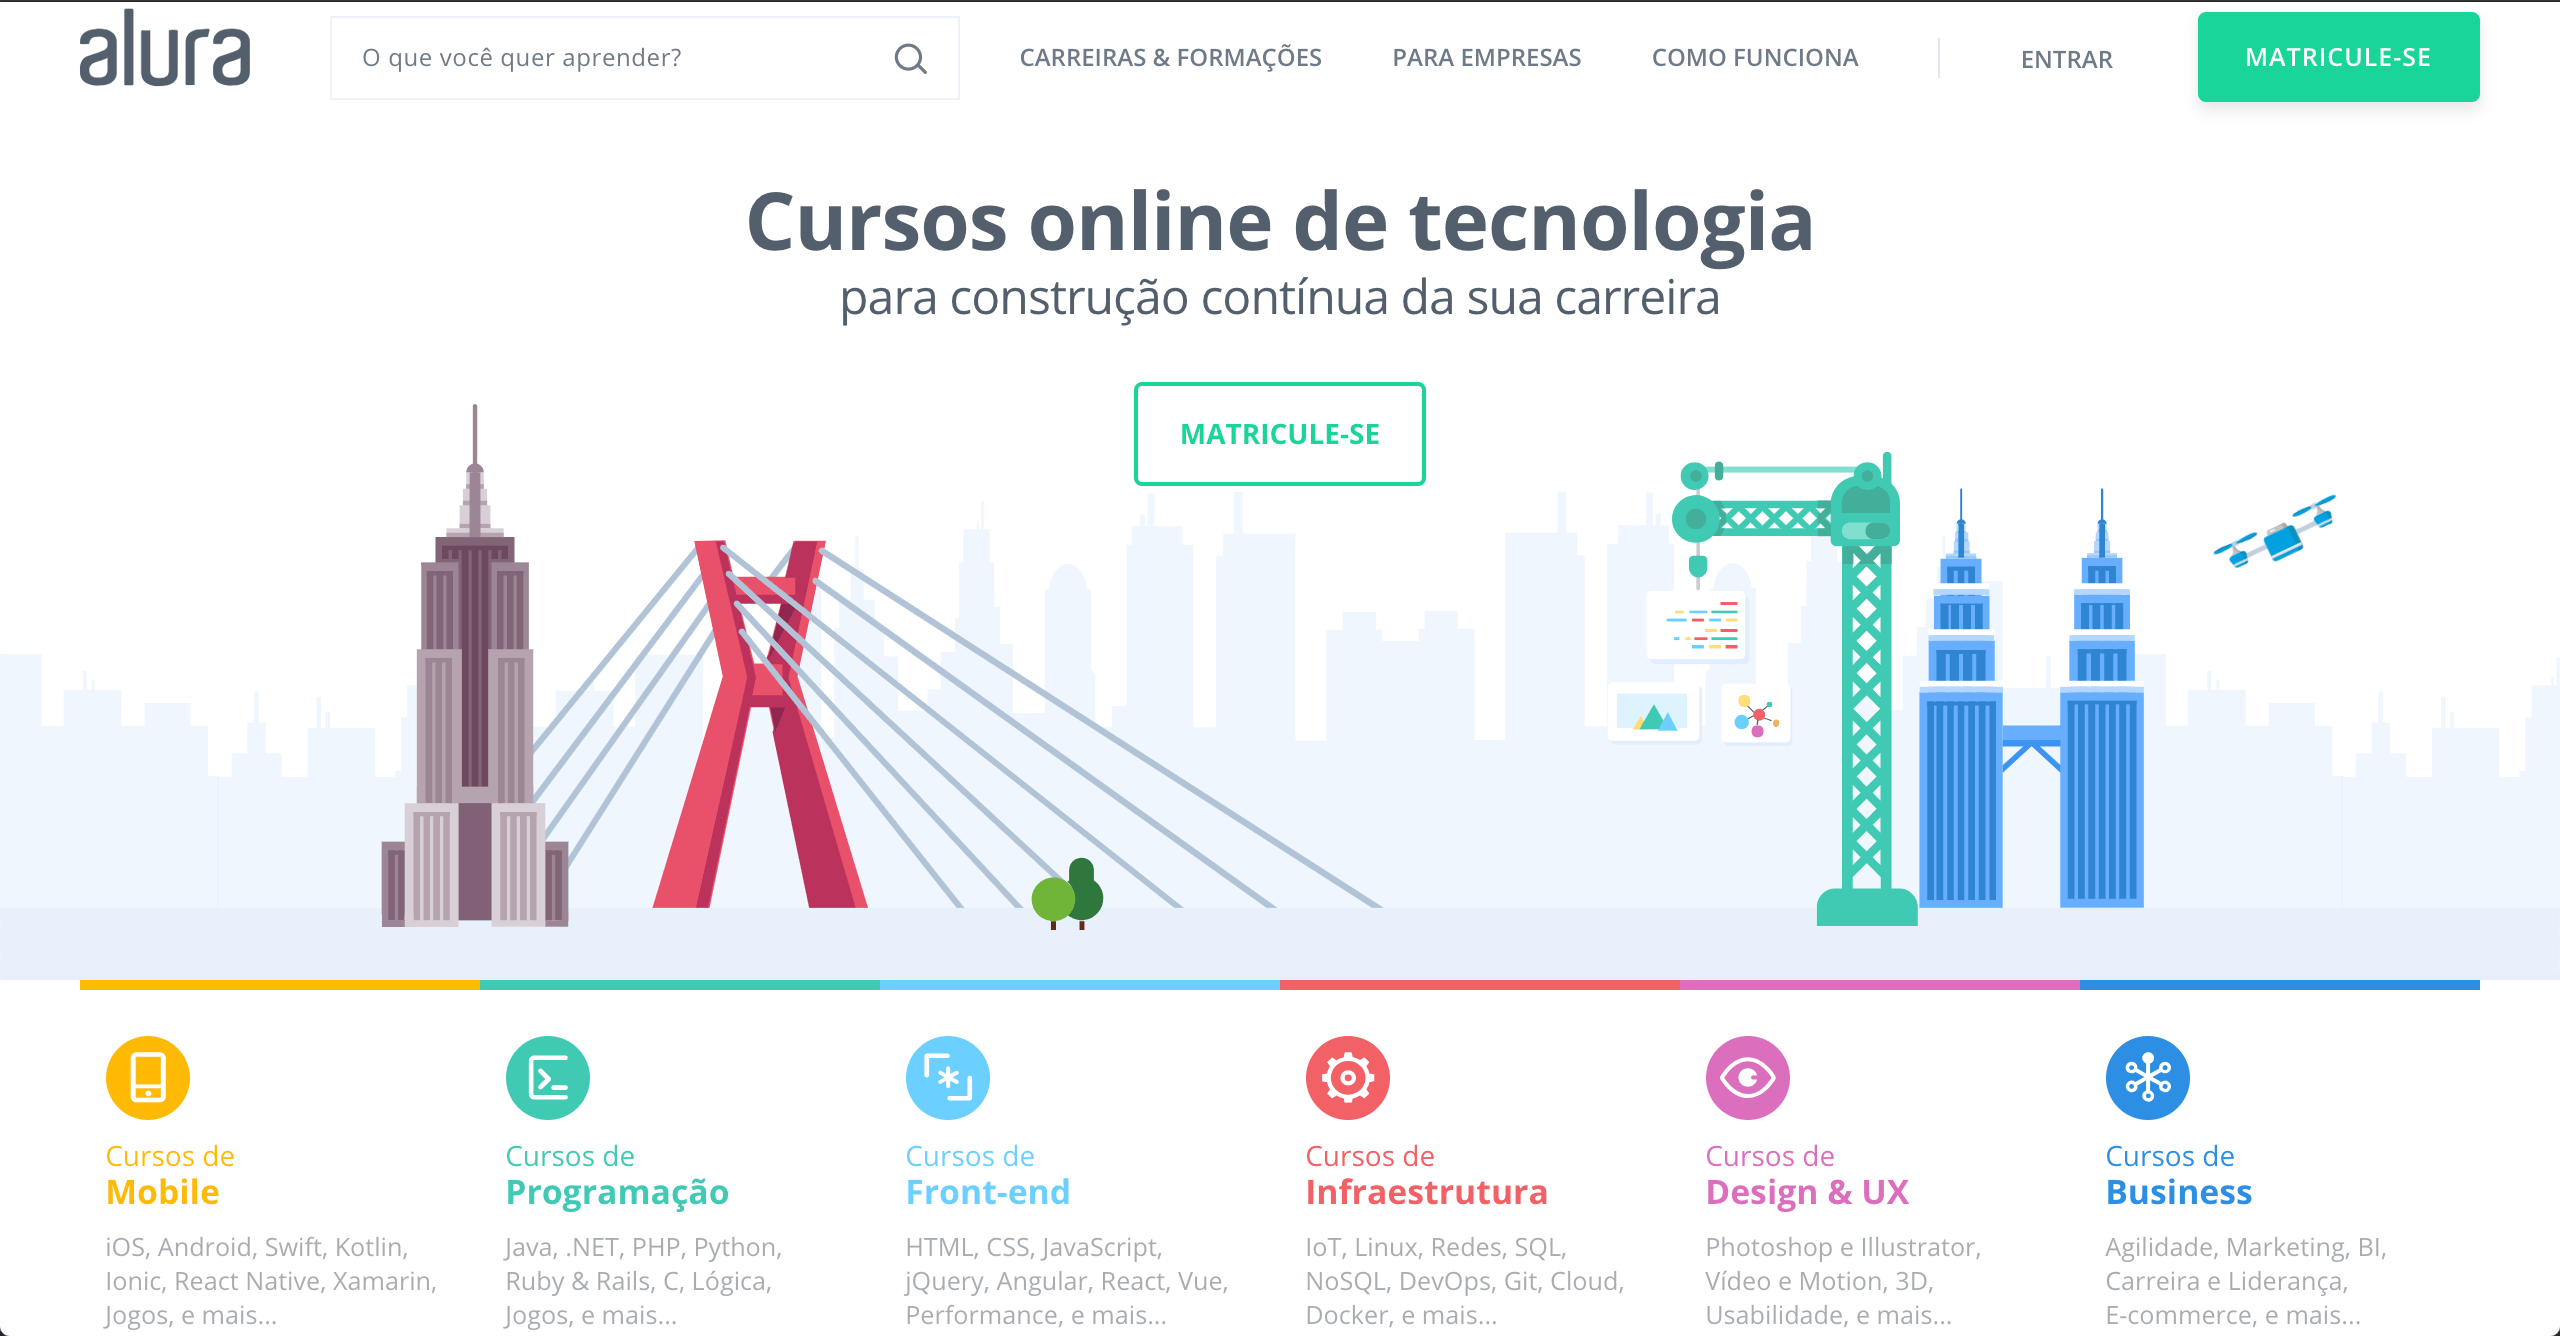 alura
O que você quer aprender?
CARREIRAS & FORMAÇÕES
PARA EMPRESAS
COMO FUNCIONA
ENTRAR
MATRICULE-SE
Cursos online de tecnologia
para construção contínua da sua carreira
MATRICULE-SE
Cursos de
Mobile
iOS, Android, Swift, Kotlin,
Ionic, React Native, Xamarin,
Jogos, e mais...
Cursos de
Programação
Java, .NET, PHP, Python,
Ruby & Rails, C, Lógica,
Jogos, e mais...
Cursos de
Front-end
HTML, CSS, JavaScript,
jQuery, Angular, React, Vue,
Performance, e mais...
Cursos de
Infraestrutura
IoT, Linux, Redes, SQL,
NoSQL, DevOps, Git, Cloud,
Docker, e mais...
Cursos de
Design & UX
Photoshop e Illustrator,
Vídeo e Motion, 3D,
Usabilidade, e mais...
Cursos de
Business
Agilidade, Marketing, BI,
Carreira e Liderança,
E-commerce, e mais...